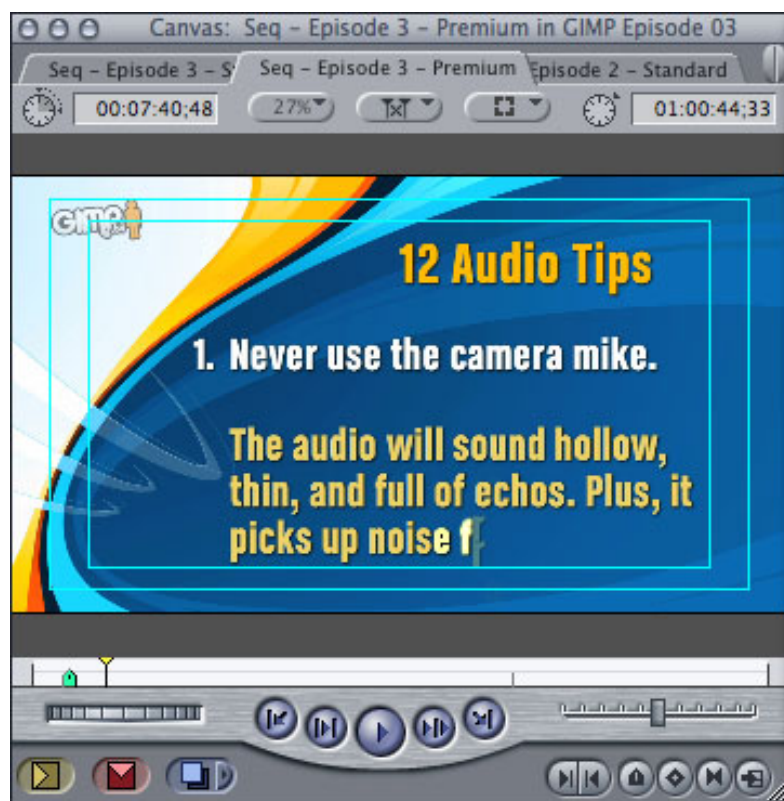 Canvas: Seq - Episode 3 - Premium in GIMP Episode 03
Seq - Episode 3 - S
Seq - Episode 3 - Premium
Episode 2 - Standard
00:07:40;48
27%
01:00:44;33
GIMP
12 Audio Tips
1. Never use the camera mike.
The audio will sound hollow,
thin, and full of echos. Plus, it
picks up noise f